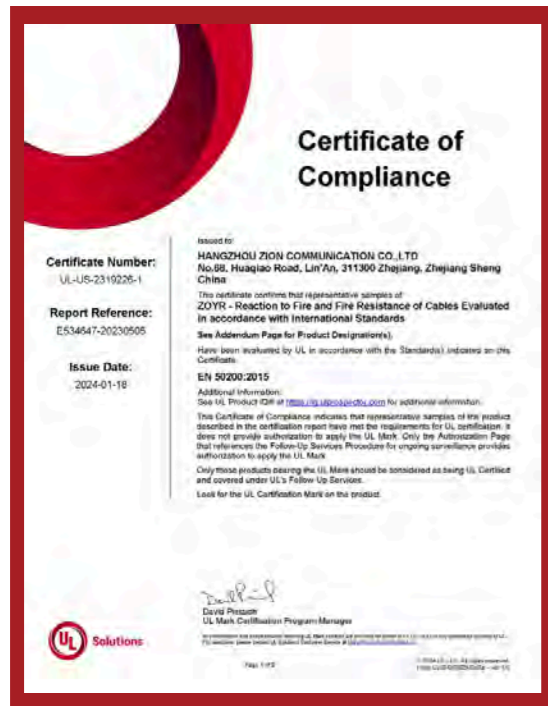 Certificate of
Compliance
Certificate Number:
UL-US-2319226-1
Report Reference:
E534647-20230505
Issue Date:
2024-01-18
Issued to:
HANGZHOU ZION COMMUNICATION CO.,LTD
No.68, Huaqiao Road, Lin'An, 311300 Zhejiang, Zhejiang Sheng
China
This certificate confirms that representative samples of
ZOYR - Reaction to Fire and Fire Resistance of Cables Evaluated
in accordance with International Standards
See Addendum Page for Product Designation(s).
Have been evaluated by UL in accordance with the Standard(s) indicated on this
Certificate.
EN 50200:2015
Additional Information:
See UL Product iQ® at https://iq.ulprospector.com for additional information.
This Certificate of Compliance indicates that representative samples of the product
described in the certification report have met the requirements for UL certification. It
does not provide authorization to apply the UL Mark. Only the Authorization Page
that references the Follow-Up Services Procedure for ongoing surveillance provides
authorization to apply the UL Mark.
Only those products bearing the UL Mark should be considered as being UL Certified
and covered under UL's Follow-Up Services.
Look for the UL Certification Mark on the product.
David Piecuch
UL Mark Certification Program Manager
UL Solutions
Page 1 of 2